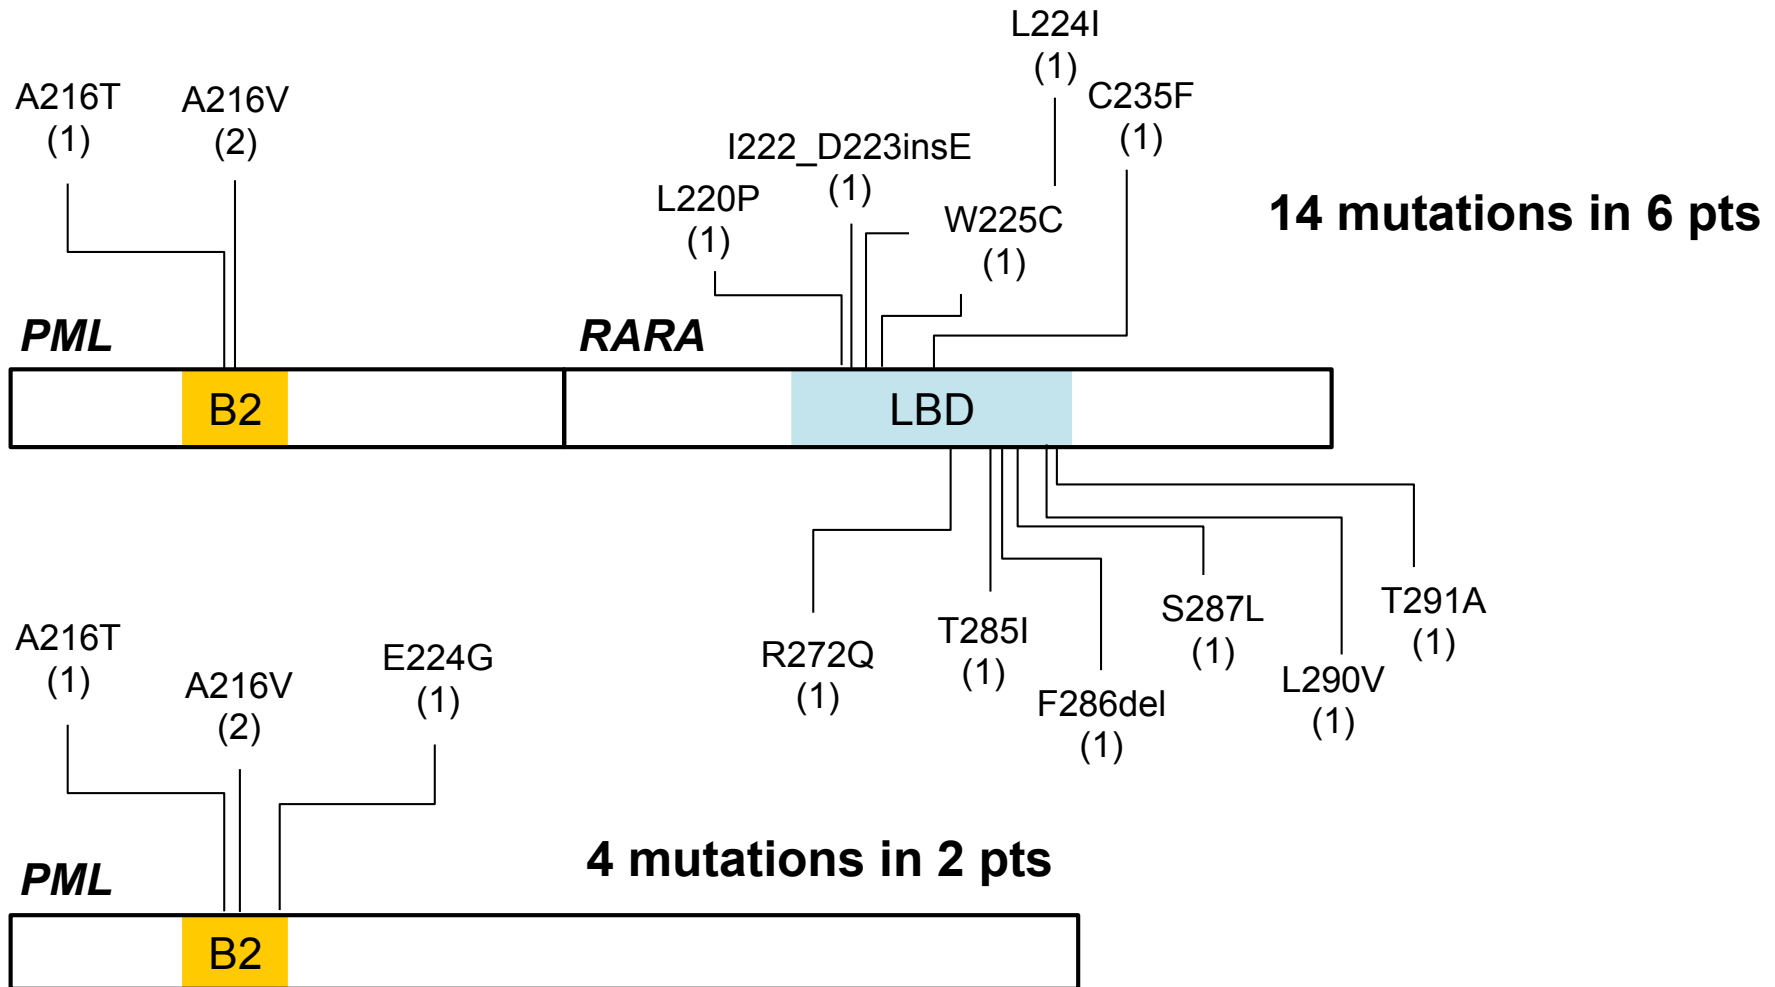 L224I
(1)
A216T
(1)
A216V
(2)
C235F
(1)
I222_D223insE
(1)
L220P
(1)
W225C
(1)
14 mutations in 6 pts
PML
RARA
B2
LBD
R272Q
(1)
T285I
(1)
F286del
(1)
S287L
(1)
L290V
(1)
T291A
(1)
A216T
(1)
A216V
(2)
E224G
(1)
4 mutations in 2 pts
PML
B2